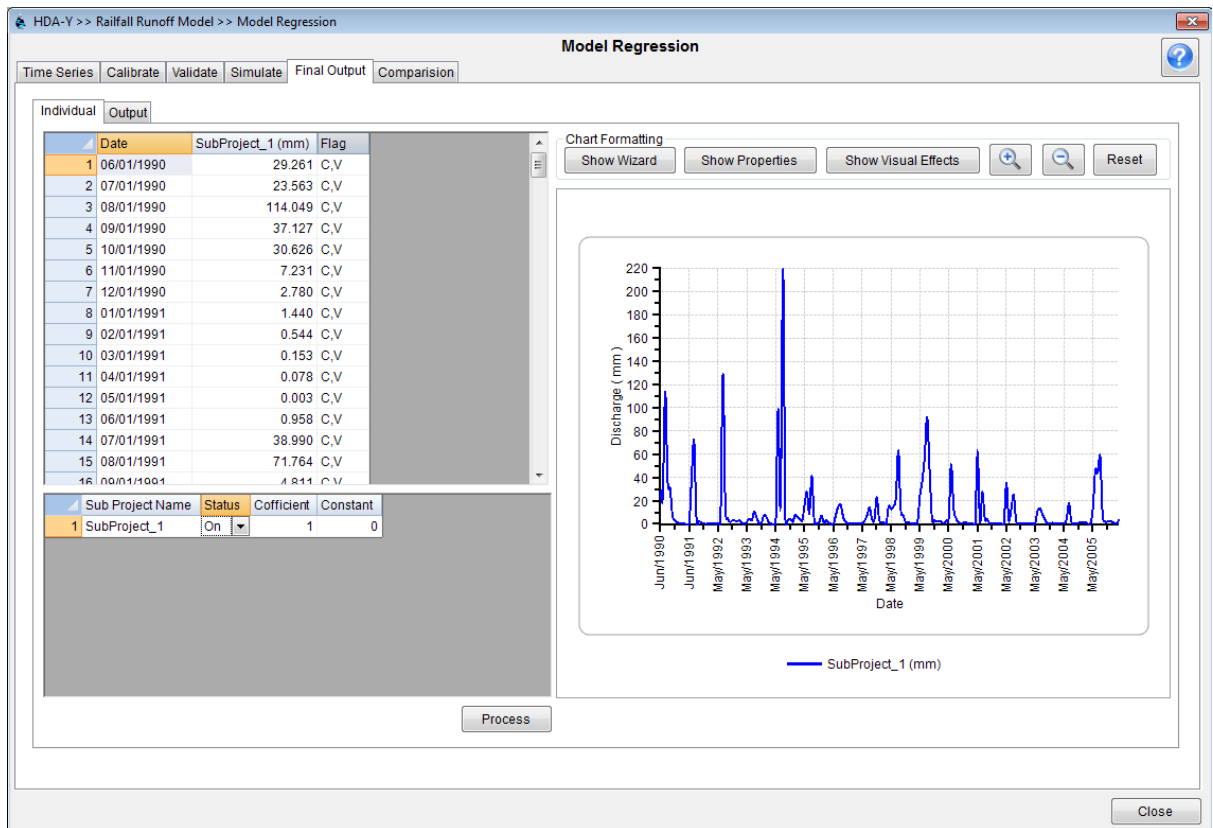 HDA-Y >> Railfall Runoff Model >> Model Regression
Model Regression
Time Series Calibrate Validate Simulate Final Output Comparision
Individual Output
Date SubProject_1 (mm) Flag
1 06/01/1990 29.261 C,V
2 07/01/1990 23.563 C,V
3 08/01/1990 114.049 C,V
4 09/01/1990 37.127 C,V
5 10/01/1990 30.626 C,V
6 11/01/1990 7.231 C,V
7 12/01/1990 2.780 C,V
8 01/01/1991 1.440 C,V
9 02/01/1991 0.544 C,V
10 03/01/1991 0.153 C,V
11 04/01/1991 0.078 C,V
12 05/01/1991 0.003 C,V
13 06/01/1991 0.958 C,V
14 07/01/1991 38.990 C,V
15 08/01/1991 71.764 C,V
16 09/01/1991 4.811 C,V
Sub Project Name Status Cofficient Constant
1 SubProject_1 On 1 0
Process
Chart Formatting
Show Wizard Show Properties Show Visual Effects Reset
220
200
180
160
140
120
100
80
60
40
20
0
Discharge ( mm )
Jun/1990
Jun/1991
May/1992
May/1993
May/1994
May/1995
May/1996
May/1997
May/1998
May/1999
May/2000
May/2001
May/2002
May/2003
May/2004
May/2005
Date
SubProject_1 (mm)
Close